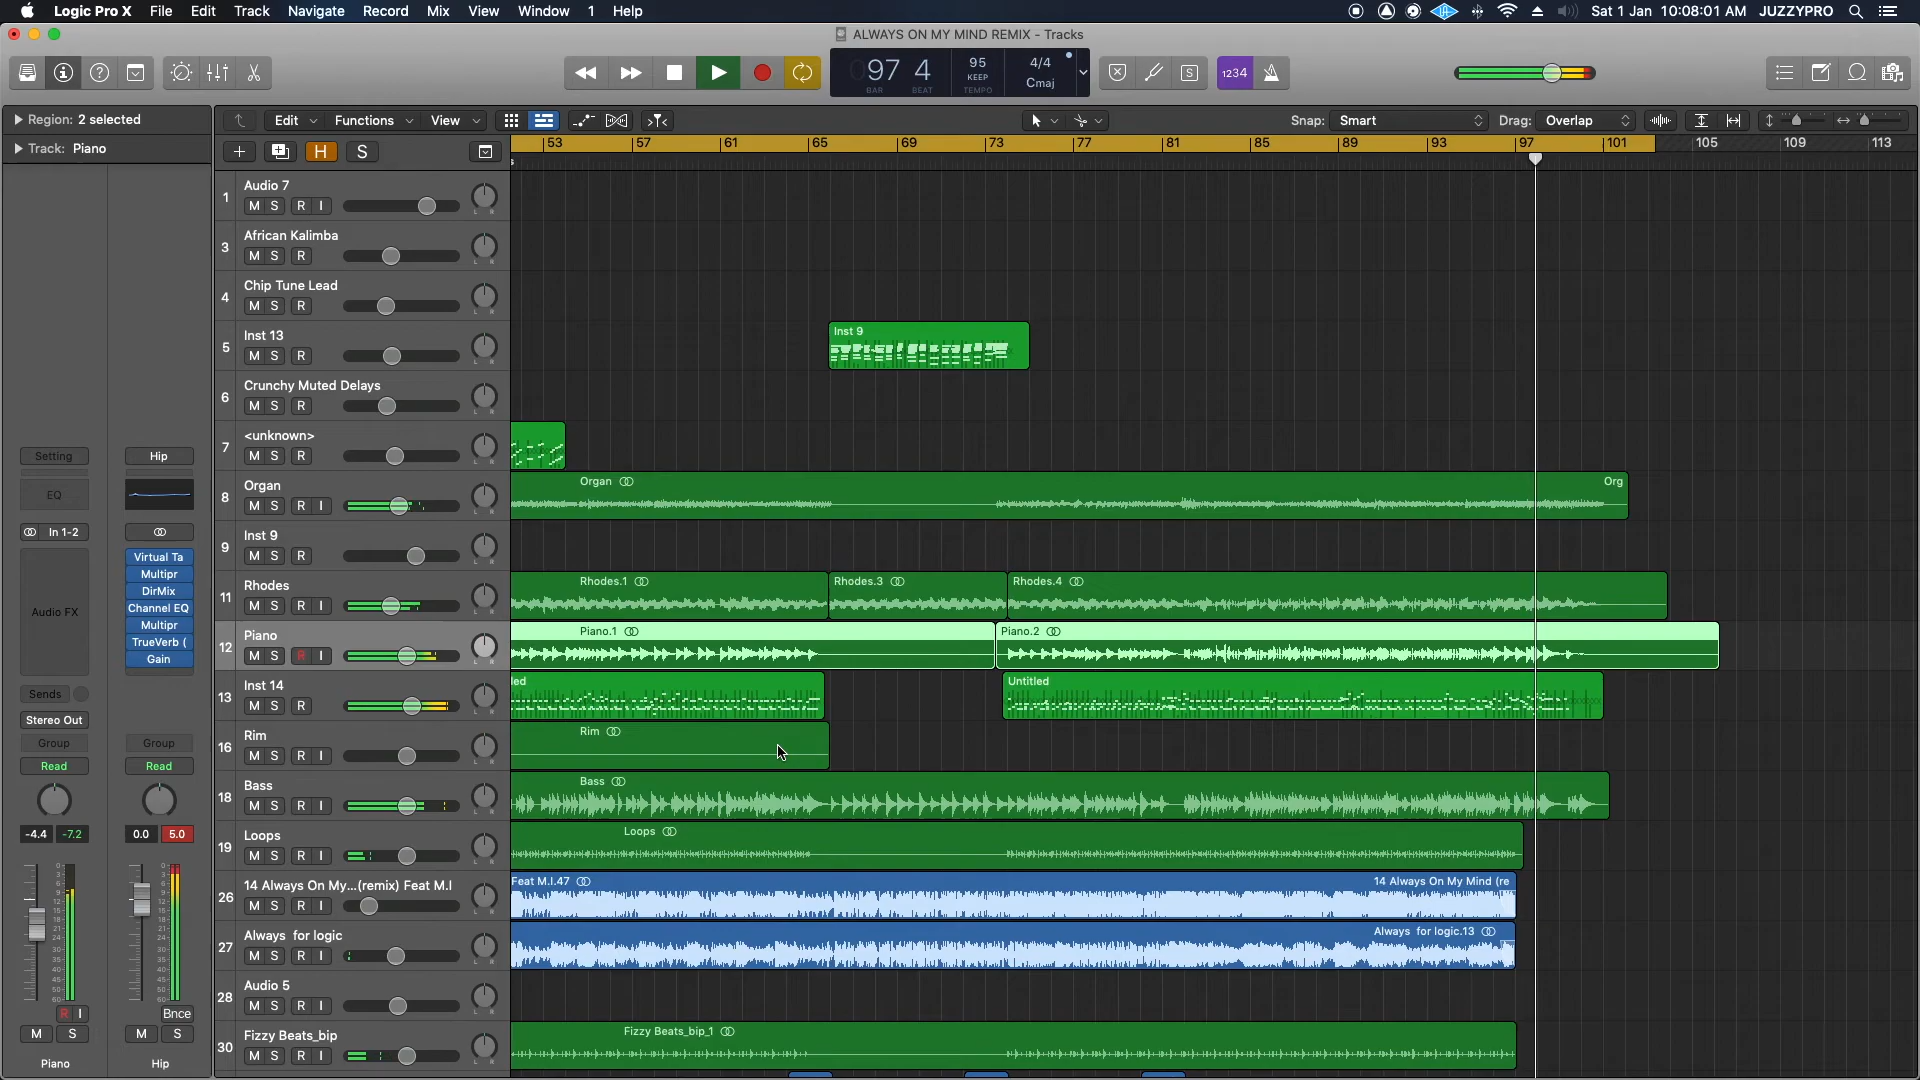 Logic Pro X File Edit Track Navigate Record Mix View Window 1 Help
Sat 1 Jan 10:08:01 AM JUZZYPRO
ALWAYS ON MY MIND REMIX - Tracks
097 4 95 4/4
KEEP Cmaj
BAR BEAT TEMPO
S 1234
Region: 2 selected
Track: Piano
Edit Functions View
Snap: Smart Drag: Overlap
+ H S
53 57 61 65 69 73 77 81 85 89 93 97 101 105 109 113
1 Audio 7
M S R I
3 African Kalimba
M S R
4 Chip Tune Lead
M S R
5 Inst 13
M S R
Inst 9
6 Crunchy Muted Delays
M S R
7 <unknown>
M S R
8 Organ
M S R I
Organ Org
9 Inst 9
M S R
11 Rhodes
M S R I
Rhodes.1 Rhodes.3 Rhodes.4
12 Piano
M S R I
Piano.1 Piano.2
13 Inst 14
M S R
led Untitled
16 Rim
M S R I
Rim
18 Bass
M S R I
Bass
19 Loops
M S R I
Loops
26 14 Always On My...(remix) Feat M.I
M S R I
Feat M.I.47 14 Always On My Mind (re
27 Always for logic
M S R I
Always for logic.13
28 Audio 5
M S R I
30 Fizzy Beats_bip
M S R I
Fizzy Beats_bip_1
Setting Hip
EQ
In 1-2
Audio FX
Virtual Ta
Multipr
DirMix
Channel EQ
Multipr
TrueVerb (
Gain
Sends
Stereo Out
Group Group
Read Read
-4.4 -7.2 0.0 5.0
R I Bnce
M S M S
Piano Hip